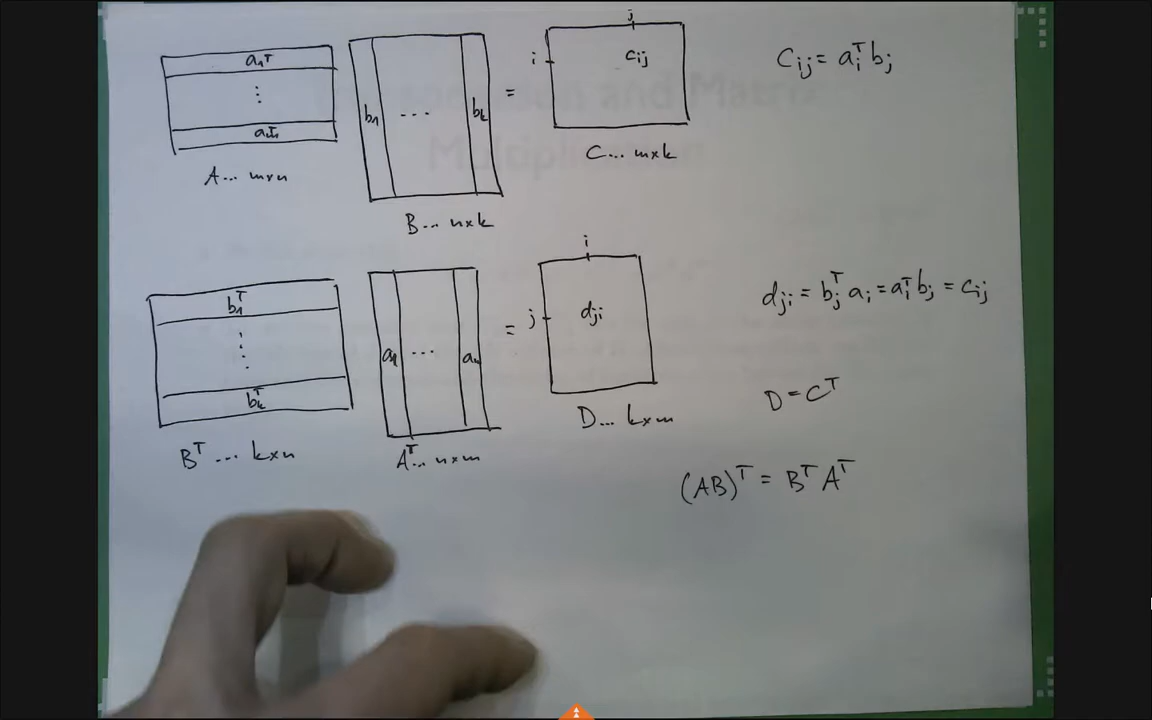 a₁ᵀ
⋮
aₘᵀ
A... m×n
b₁ ... bₖ
B... n×k
=
j
i
cᵢⱼ
C... m×k
cᵢⱼ = aᵢᵀ bⱼ
b₁ᵀ
⋮
bₖᵀ
Bᵀ ... k×n
a₁ ... aₘ
Aᵀ... n×m
=
i
j
dⱼᵢ
D... k×m
dⱼᵢ = bⱼᵀ aᵢ = aᵢᵀ bⱼ = cᵢⱼ
D = Cᵀ
(AB)ᵀ = Bᵀ Aᵀ